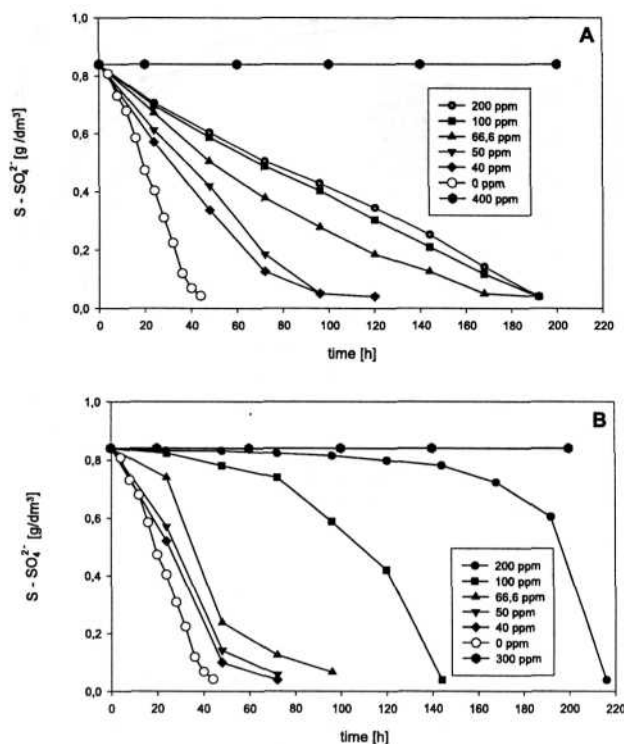 A
1,0
0,8
0,6
0,4
0,2
0,0
S - SO₄²⁻ [g /dm³]
200 ppm
100 ppm
66,6 ppm
50 ppm
40 ppm
0 ppm
400 ppm
0 20 40 60 80 100 120 140 160 180 200 220
time [h]
B
1,0
0,8
0,6
0,4
0,2
0,0
S - SO₄²⁻ [g/dm³]
200 ppm
100 ppm
66,6 ppm
50 ppm
40 ppm
0 ppm
300 ppm
0 20 40 60 80 100 120 140 160 180 200 220
time [h]